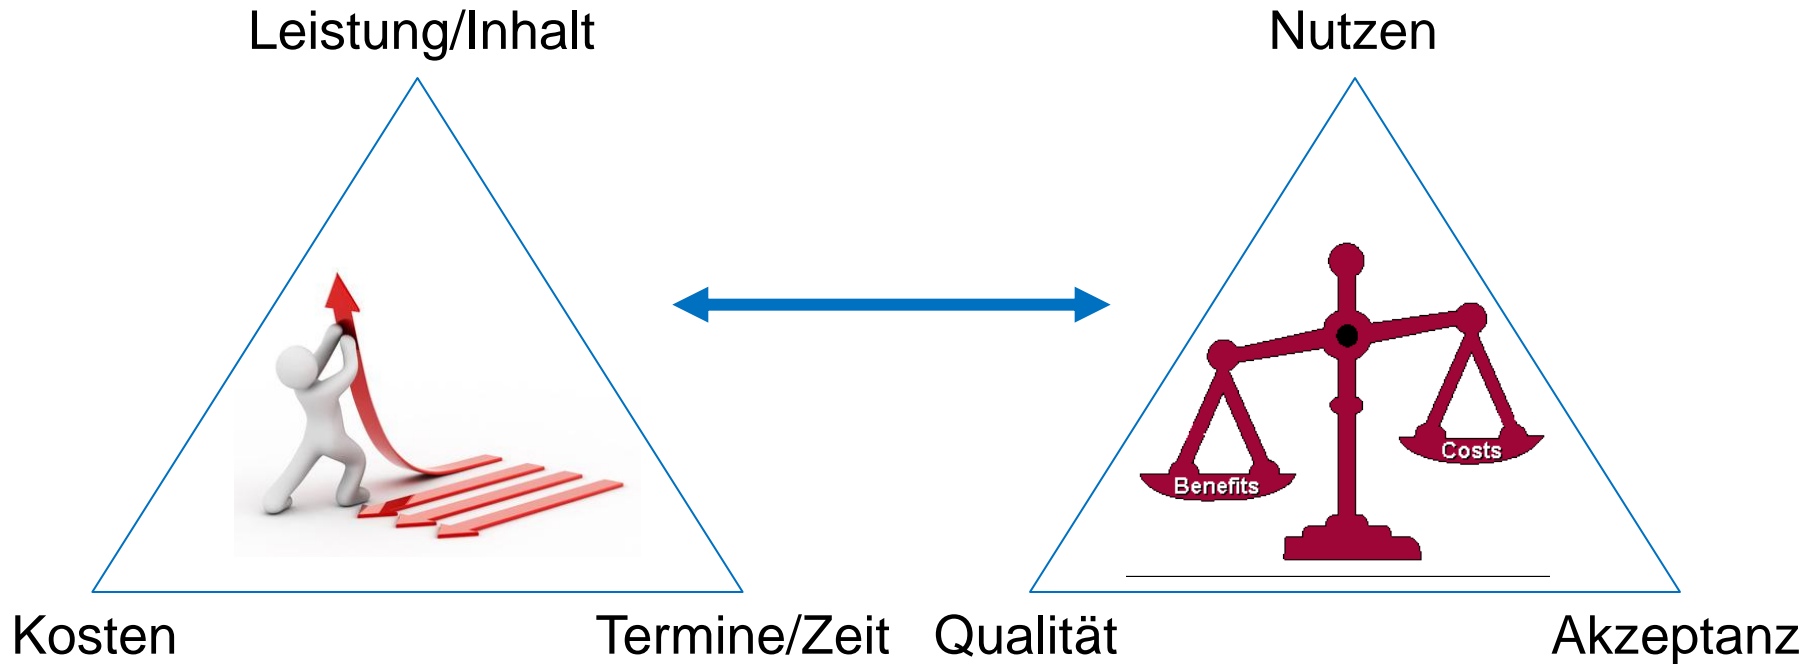 Leistung/Inhalt
Nutzen
Costs
Benefits
Kosten
Termine/Zeit
Qualität
Akzeptanz